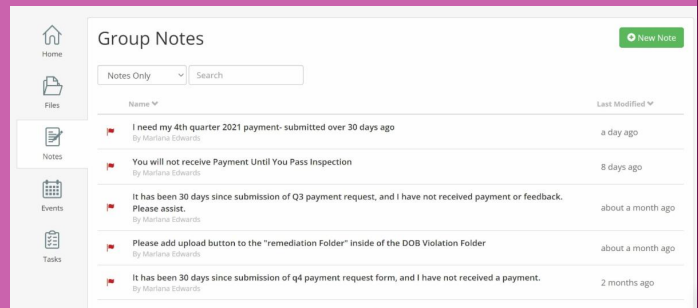 Home
Files
Notes
Events
Tasks
Group Notes
New Note
Notes Only
Search
Name
Last Modified
I need my 4th quarter 2021 payment- submitted over 30 days ago
By Marlana Edwards
a day ago
You will not receive Payment Until You Pass Inspection
By Marlana Edwards
8 days ago
It has been 30 days since submission of Q3 payment request, and I have not received payment or feedback.
Please assist.
By Marlana Edwards
about a month ago
Please add upload button to the "remediation Folder" inside of the DOB Violation Folder
By Marlana Edwards
about a month ago
It has been 30 days since submission of q4 payment request form, and I have not received a payment.
By Marlana Edwards
2 months ago